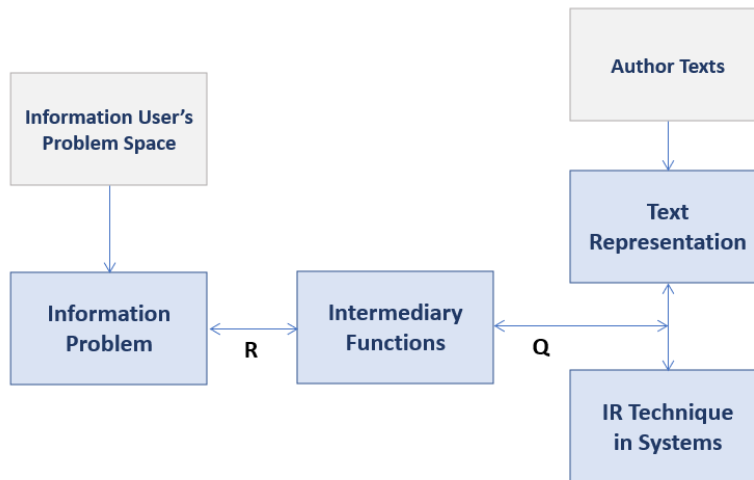 Author Texts
Information User's
Problem Space
Text
Representation
Information
Problem
R
Intermediary
Functions
Q
IR Technique
in Systems